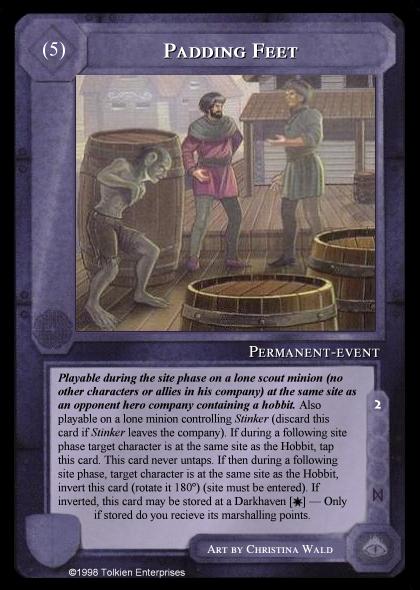 (5)
PADDING FEET
PERMANENT-EVENT
Playable during the site phase on a lone scout minion (no
other characters or allies in his company) at the same site as
an opponent hero company containing a hobbit. Also
playable on a lone minion controlling Stinker (discard this
card if Stinker leaves the company). If during a following site
phase target character is at the same site as the Hobbit, tap
this card. This card never untaps. If then during a following
site phase, target character is at the same site as the Hobbit,
invert this card (rotate it 180°) (site must be entered). If
inverted, this card may be stored at a Darkhaven [✷] — Only
if stored do you recieve its marshalling points.
2
ART BY CHRISTINA WALD
©1998 Tolkien Enterprises